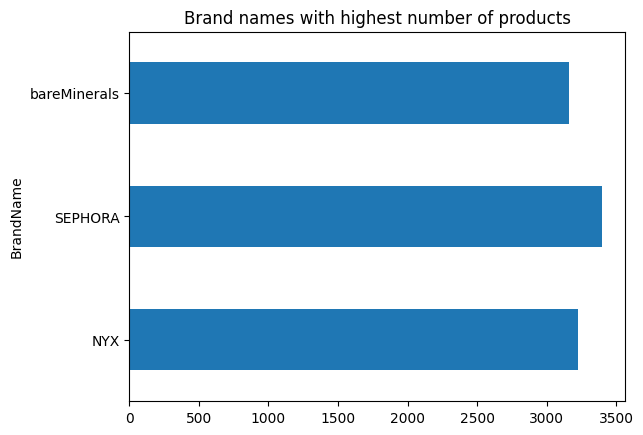 Brand names with highest number of products
BrandName
bareMinerals
SEPHORA
NYX
0 500 1000 1500 2000 2500 3000 3500